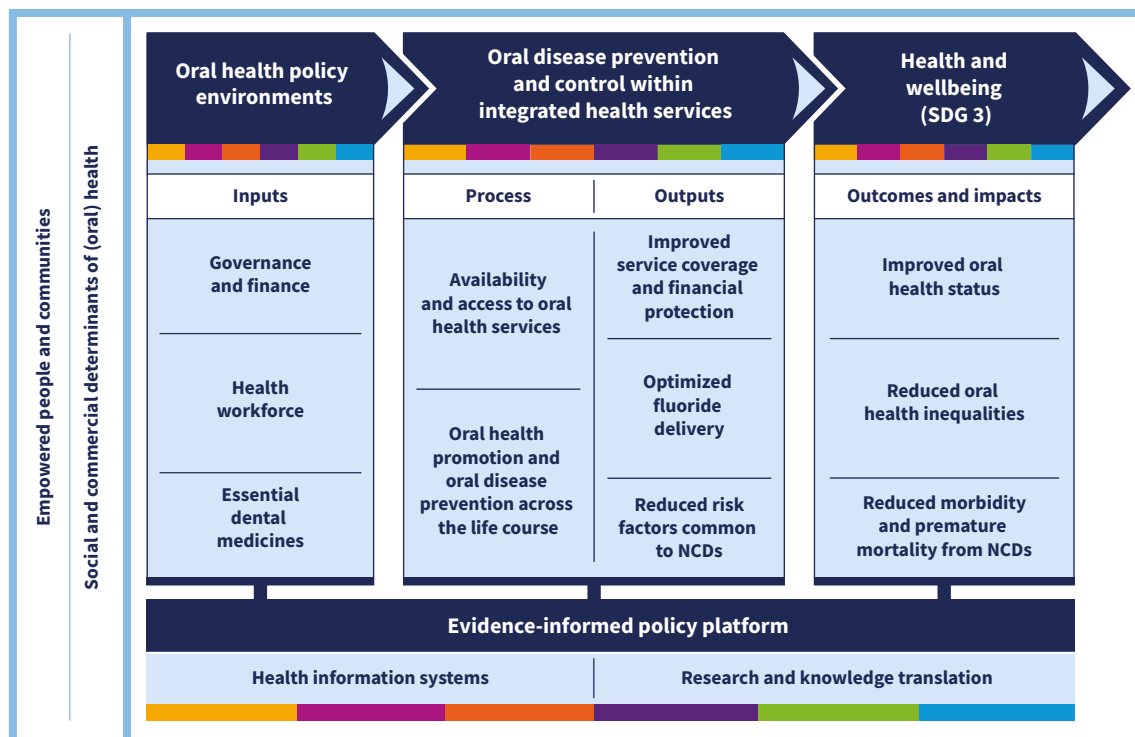 Empowered people and communities
Social and commercial determinants of (oral) health
Oral health policy
environments
Oral disease prevention
and control within
integrated health services
Health and
wellbeing
(SDG 3)
Inputs
Process
Outputs
Outcomes and impacts
Governance
and finance
Health
workforce
Essential
dental
medicines
Availability
and access to oral
health services
Oral health
promotion and
oral disease
prevention across
the life course
Improved
service coverage
and financial
protection
Optimized
fluoride
delivery
Reduced risk
factors common
to NCDs
Improved oral
health status
Reduced oral
health inequalities
Reduced morbidity
and premature
mortality from NCDs
Evidence-informed policy platform
Health information systems
Research and knowledge translation